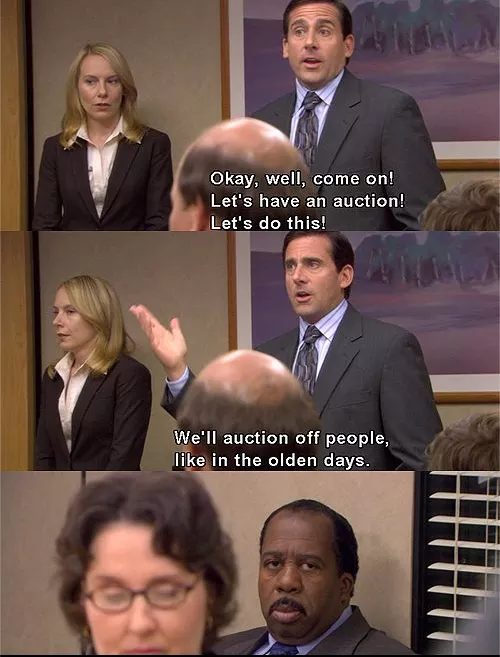 Okay, well, come on!
Let's have an auction!
Let's do this!
We'll auction off people,
like in the olden days.